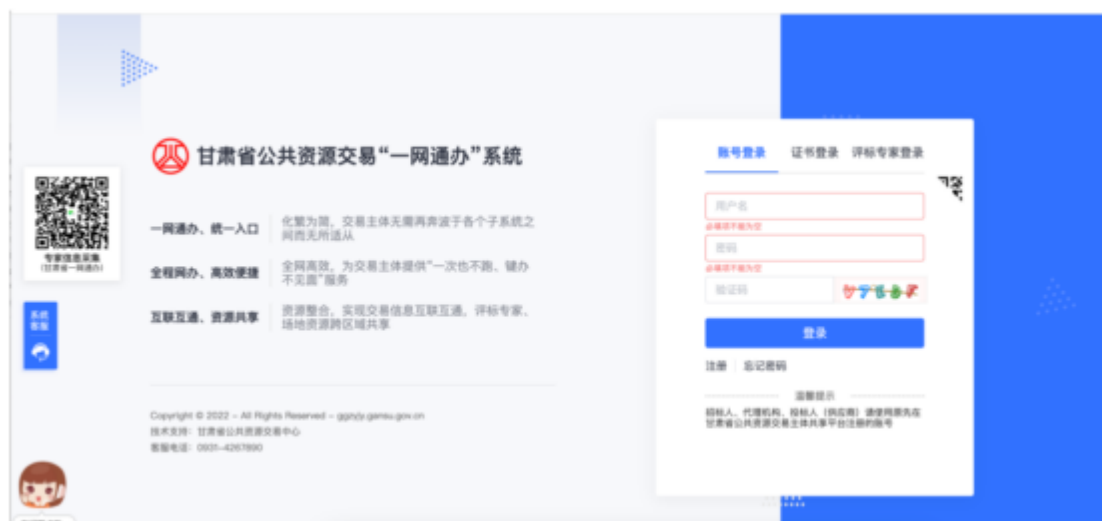 甘肃省公共资源交易“一网通办”系统
一网通办、统一入口
化繁为简，交易主体无需再奔波于各个子系统之
间而无所适从
全程网办、高效便捷
全网高效，为交易主体提供“一次也不跑、键办
不见面”服务
互联互通、资源共享
资源整合，实现交易信息互联互通，评标专家、
场地资源跨区域共享
Copyright © 2022 - All Rights Reserved - ggzyjy.gansu.gov.cn
技术支持：甘肃省公共资源交易中心
客服电话：0931-4267890
专家信息采集
(甘肃省一网通办)
系统
客服
账号登录 证书登录 评标专家登录
用户名
必填项不能为空
密码
必填项不能为空
验证码
登录
注册 忘记密码
温馨提示
招标人、代理机构、投标人（供应商）请使用原先在
甘肃省公共资源交易主体共享平台注册的账号